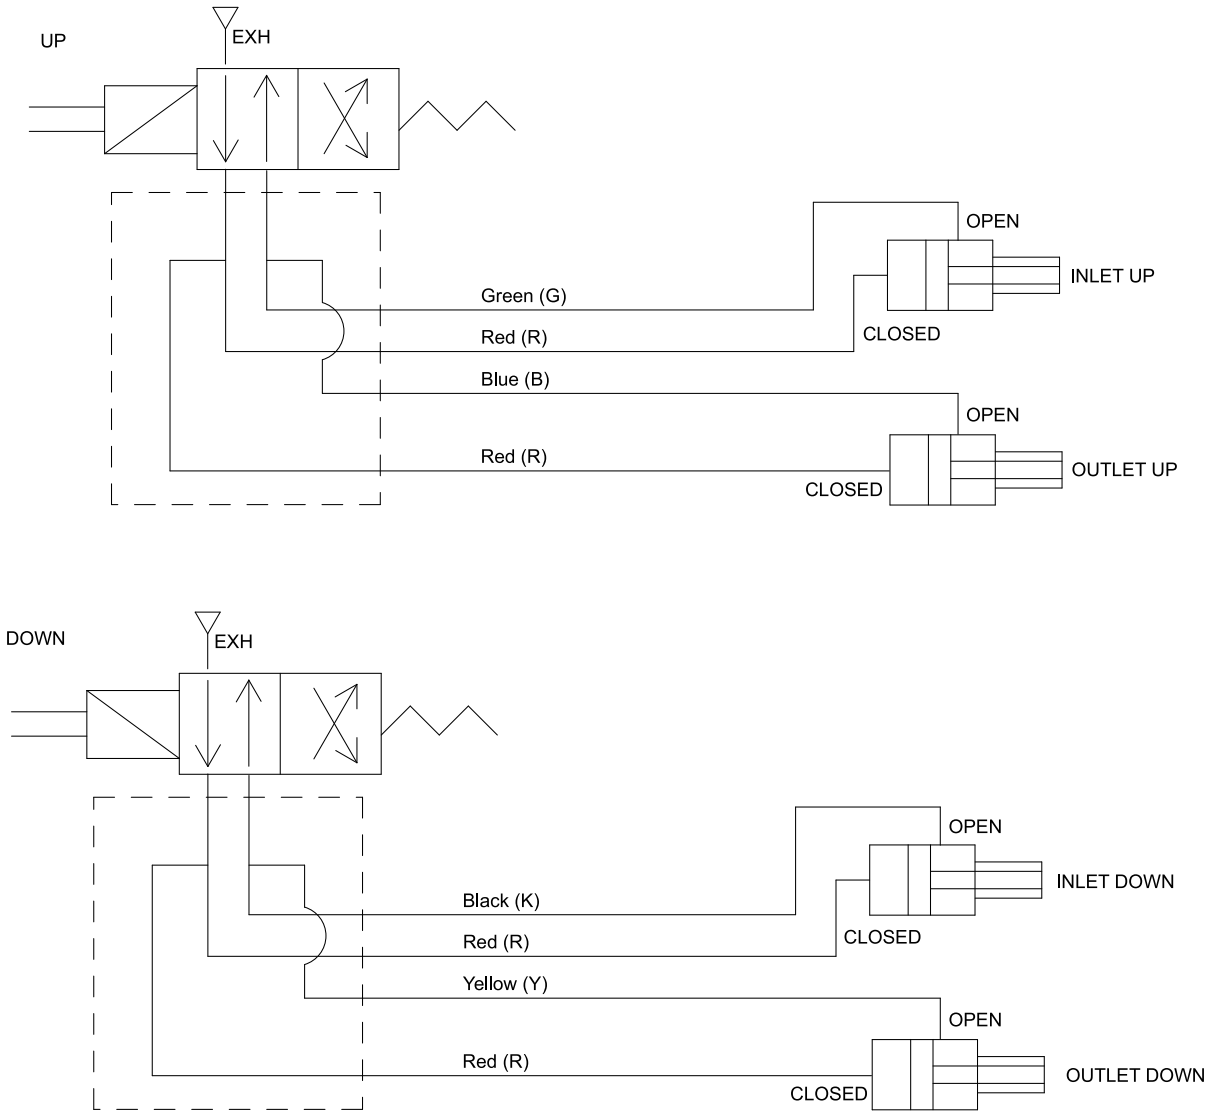 UP
EXH
OPEN
INLET UP
Green (G)
Red (R)
CLOSED
Blue (B)
OPEN
Red (R)
OUTLET UP
CLOSED
DOWN
EXH
OPEN
INLET DOWN
Black (K)
Red (R)
CLOSED
Yellow (Y)
OPEN
Red (R)
OUTLET DOWN
CLOSED